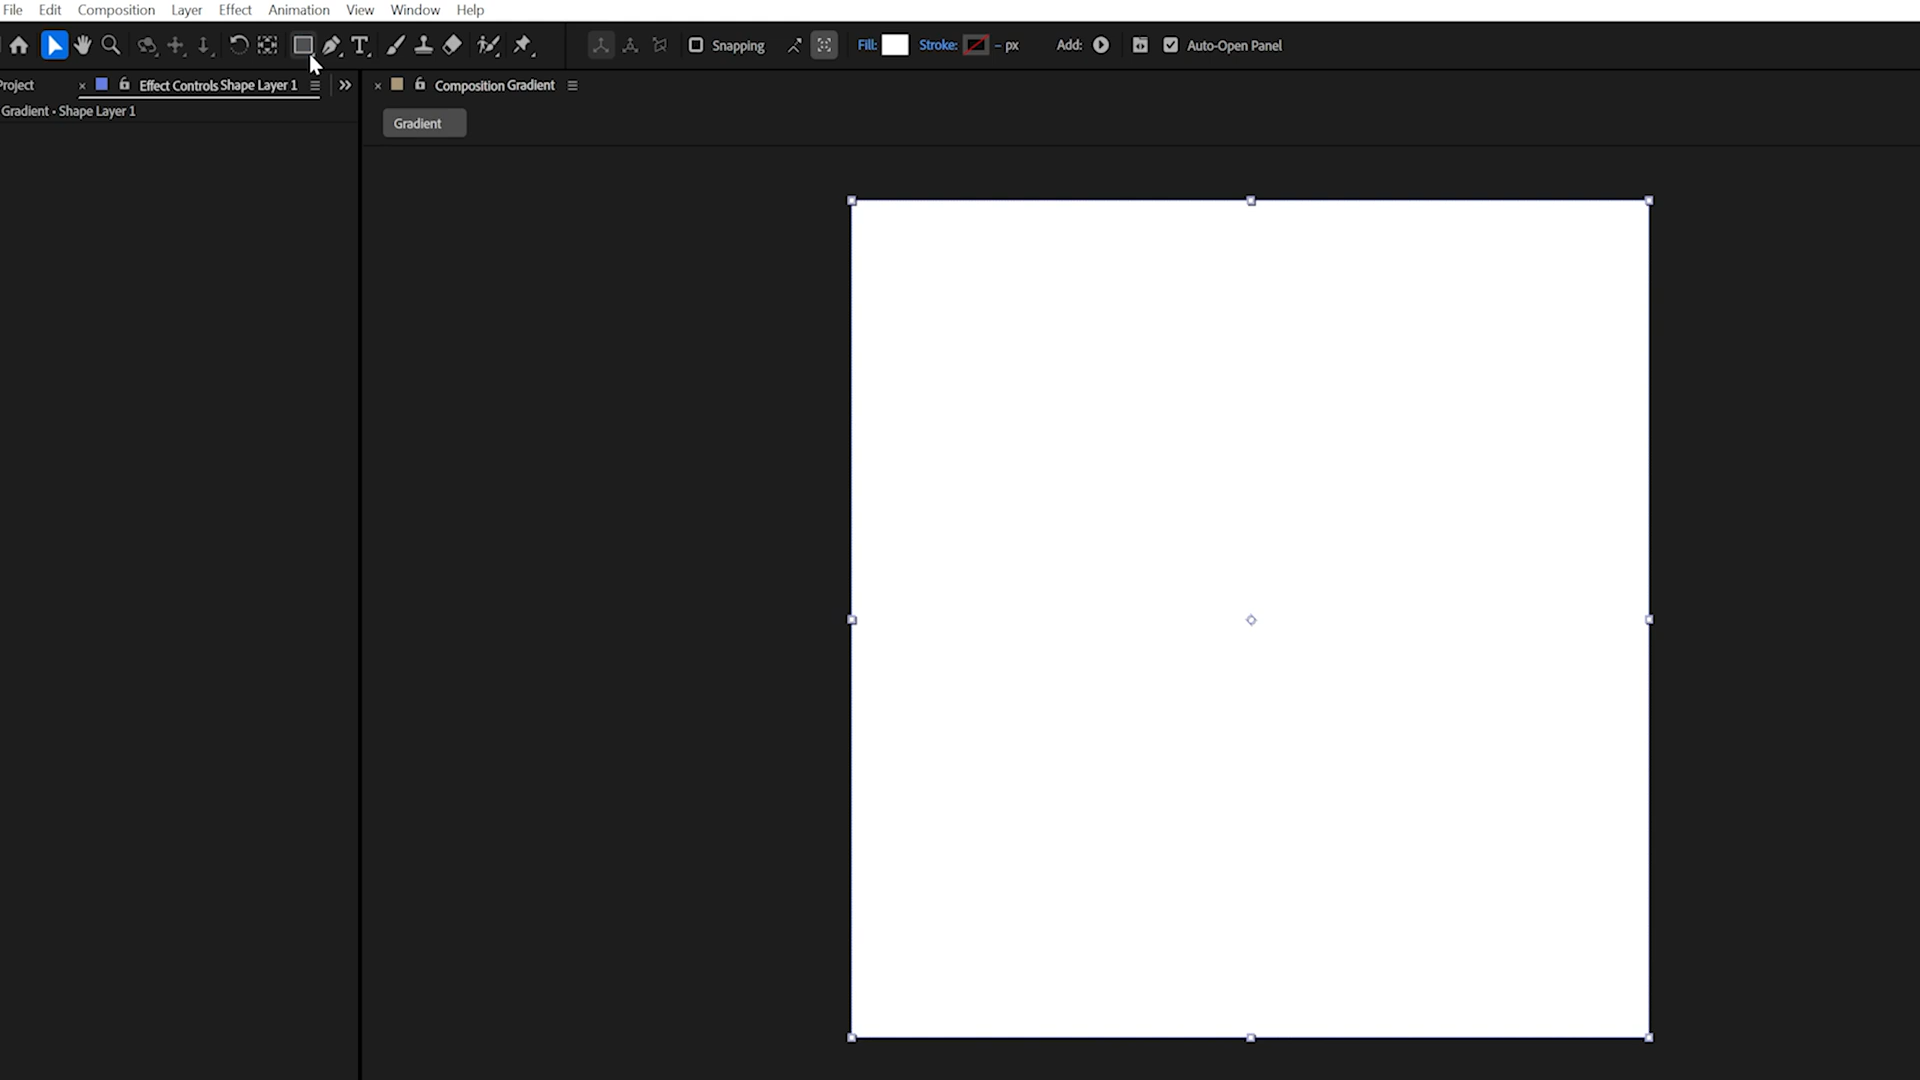 File Edit Composition Layer Effect Animation View Window Help
Snapping Fill: Stroke: – px Add: Auto-Open Panel
Project × Effect Controls Shape Layer 1 ≡ » × Composition Gradient ≡
Gradient • Shape Layer 1
Gradient